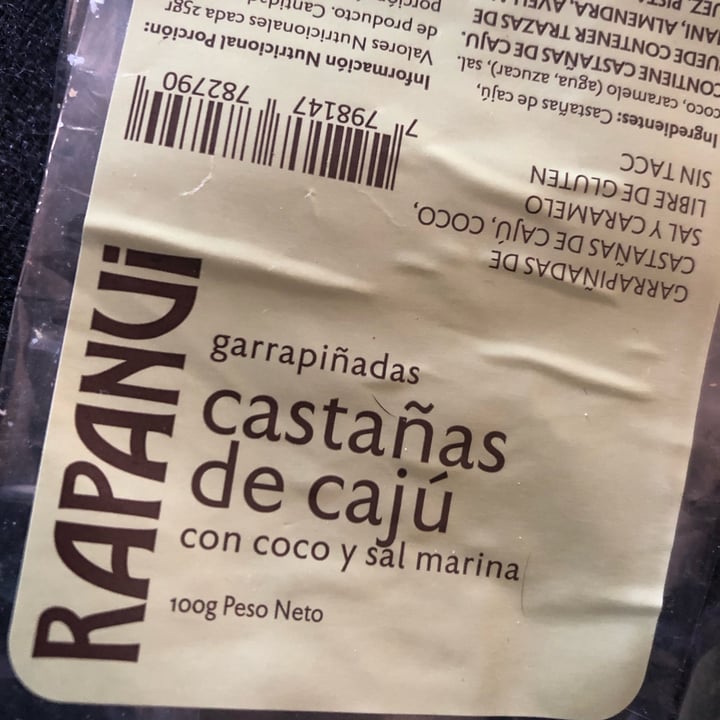 RAPANUI
garrapiñadas
castañas
de cajú
con coco y sal marina
100g Peso Neto
GARRAPIÑADAS DE
CASTAÑAS DE CAJÚ, COCO,
SAL Y CARAMELO
LIBRE DE GLUTEN
SIN TACC
Ingredientes: Castañas de cajú,
coco, caramelo (agua, azucar), sal.
CONTIENE CASTAÑAS DE CAJU.
PUEDE CONTENER TRAZAS DE
MANI, ALMENDRA,
7 798147 782790
Información Nutricional Porción:
Valores Nutricionales cada 25gr
de producto. Cantidad